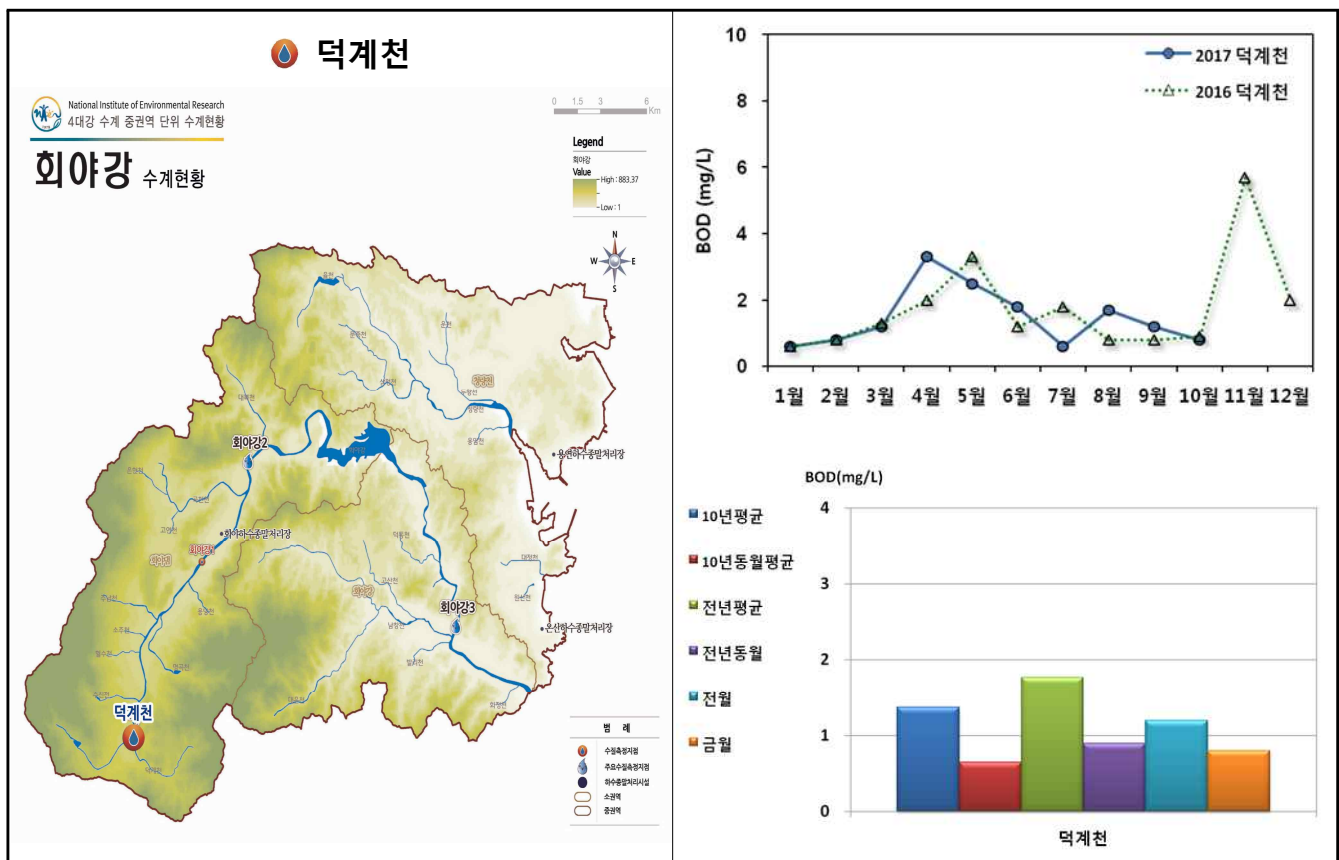 덕계천
National Institute of Environmental Research
4대강 수계 중권역 단위 수계현황
회야강 수계현황
0 1.5 3 6
Km
Legend
회야강
Value
High : 883.37
Low : 1
N
W E
S
회야강2
용연하수종말처리장
회야하수종말처리장
회야강1
회야강3
온산하수종말처리장
덕계천
범 례
수질측정지점
주요수질측정지점
하수종말처리시설
소권역
중권역
2017 덕계천
2016 덕계천
BOD (mg/L)
10
8
6
4
2
0
1월 2월 3월 4월 5월 6월 7월 8월 9월 10월 11월 12월
BOD(mg/L)
10년평균
10년동월평균
전년평균
전년동월
전월
금월
4
3
2
1
0
덕계천